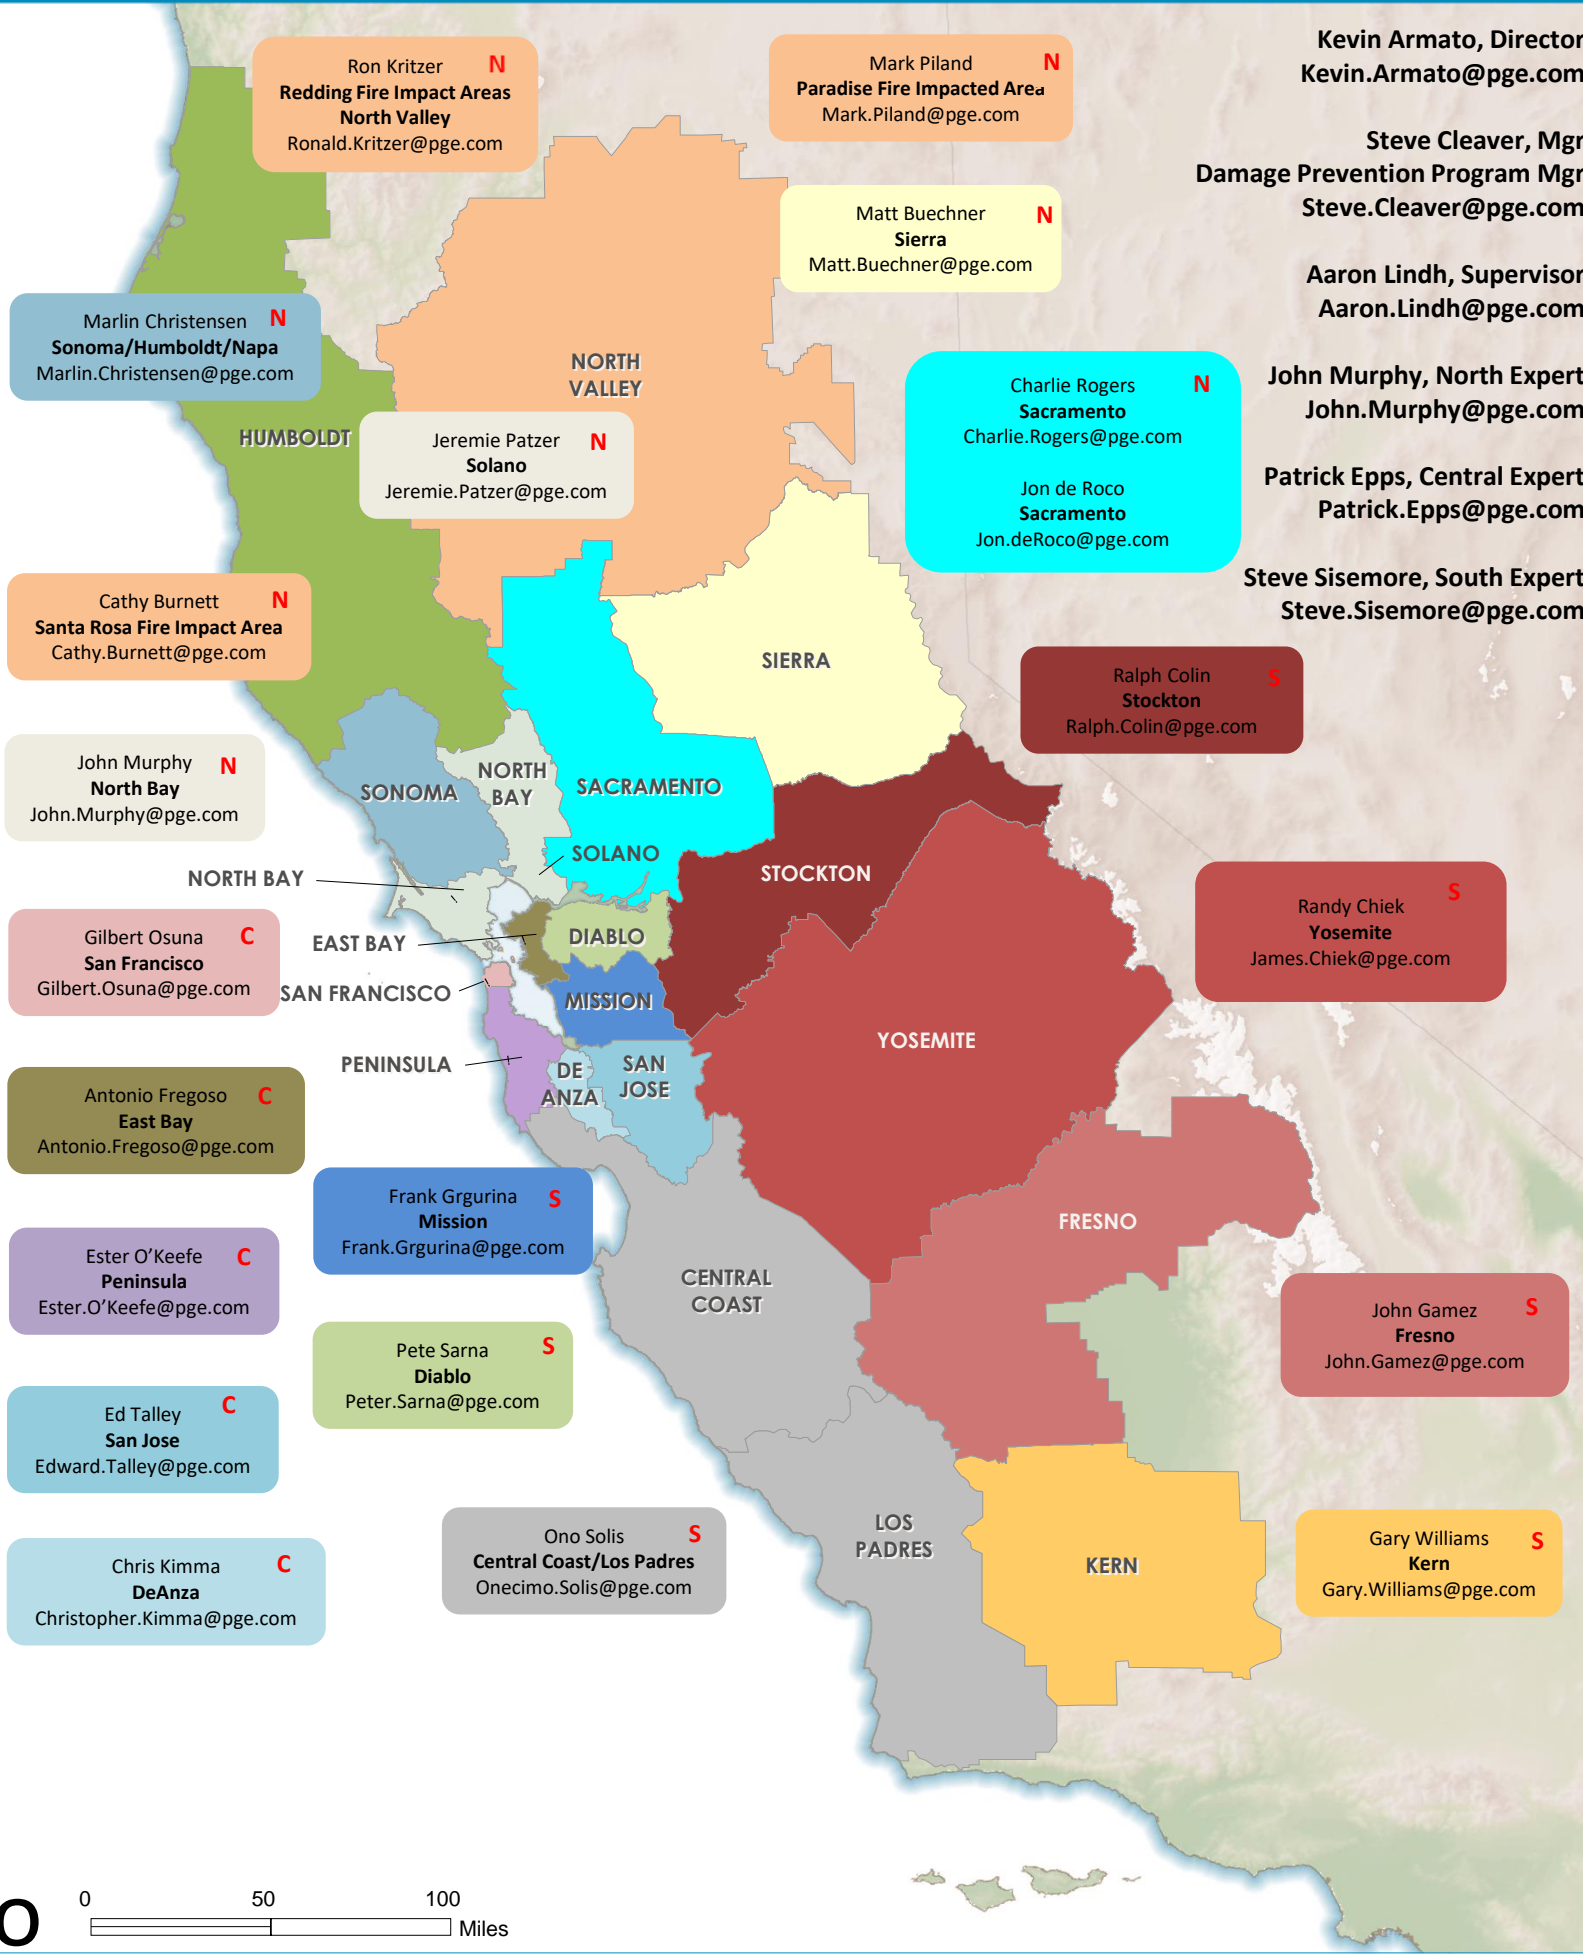 Kevin Armato, Director
Kevin.Armato@pge.com
Steve Cleaver, Mgr
Damage Prevention Program Mgr
Steve.Cleaver@pge.com
Aaron Lindh, Supervisor
Aaron.Lindh@pge.com
John Murphy, North Expert
John.Murphy@pge.com
Patrick Epps, Central Expert
Patrick.Epps@pge.com
Steve Sisemore, South Expert
Steve.Sisemore@pge.com
Ron Kritzer N
Redding Fire Impact Areas
North Valley
Ronald.Kritzer@pge.com
Mark Piland N
Paradise Fire Impacted Area
Mark.Piland@pge.com
Matt Buechner N
Sierra
Matt.Buechner@pge.com
Marlin Christensen N
Sonoma/Humboldt/Napa
Marlin.Christensen@pge.com
Charlie Rogers N
Sacramento
Charlie.Rogers@pge.com
Jon de Roco
Sacramento
Jon.deRoco@pge.com
Jeremie Patzer N
Solano
Jeremie.Patzer@pge.com
Cathy Burnett N
Santa Rosa Fire Impact Area
Cathy.Burnett@pge.com
Ralph Colin S
Stockton
Ralph.Colin@pge.com
John Murphy N
North Bay
John.Murphy@pge.com
Randy Chiek S
Yosemite
James.Chiek@pge.com
Gilbert Osuna C
San Francisco
Gilbert.Osuna@pge.com
Antonio Fregoso C
East Bay
Antonio.Fregoso@pge.com
Frank Grgurina S
Mission
Frank.Grgurina@pge.com
Ester O’Keefe C
Peninsula
Ester.O’Keefe@pge.com
John Gamez S
Fresno
John.Gamez@pge.com
Pete Sarna S
Diablo
Peter.Sarna@pge.com
Ed Talley C
San Jose
Edward.Talley@pge.com
Ono Solis S
Central Coast/Los Padres
Onecimo.Solis@pge.com
Gary Williams S
Kern
Gary.Williams@pge.com
Chris Kimma C
DeAnza
Christopher.Kimma@pge.com
NORTH
VALLEY
HUMBOLDT
SIERRA
NORTH
BAY
SONOMA
SACRAMENTO
SOLANO
STOCKTON
NORTH BAY
EAST BAY
DIABLO
SAN FRANCISCO
MISSION
YOSEMITE
PENINSULA
DE
ANZA
SAN
JOSE
FRESNO
CENTRAL
COAST
LOS
PADRES
KERN
0 50 100
Miles